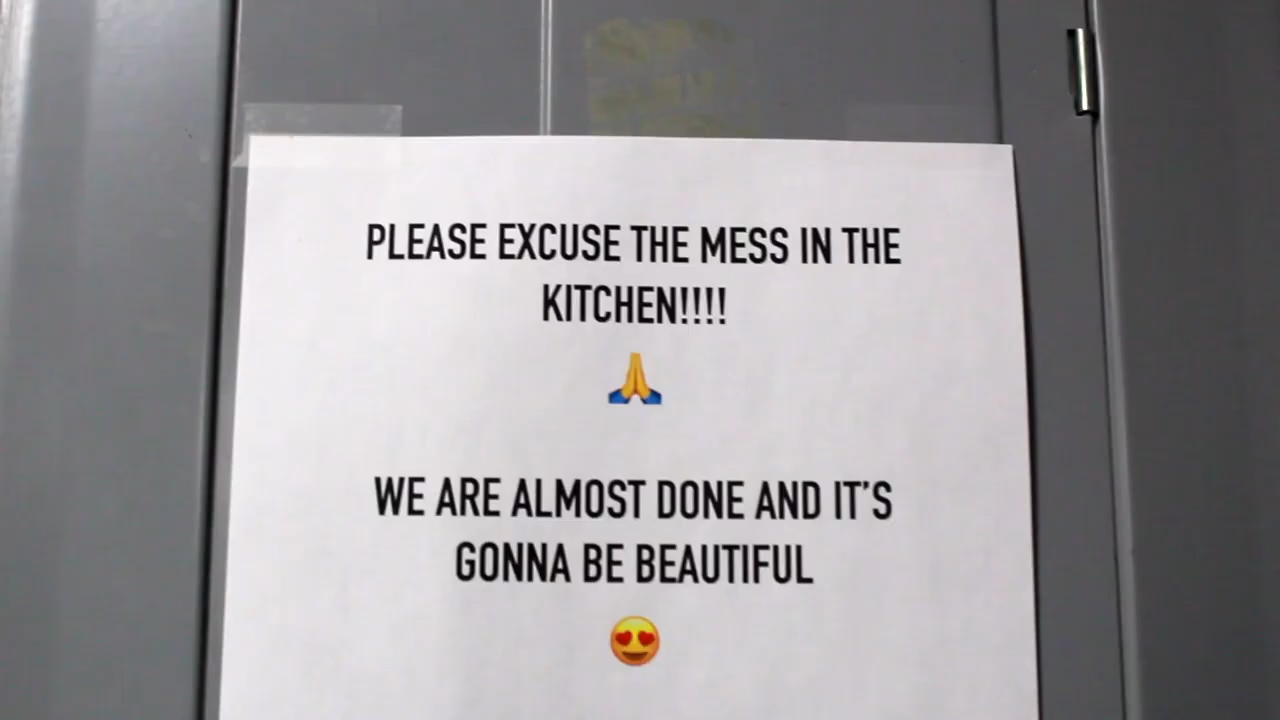 PLEASE EXCUSE THE MESS IN THE
KITCHEN!!!!
🙏
WE ARE ALMOST DONE AND IT'S
GONNA BE BEAUTIFUL
😍